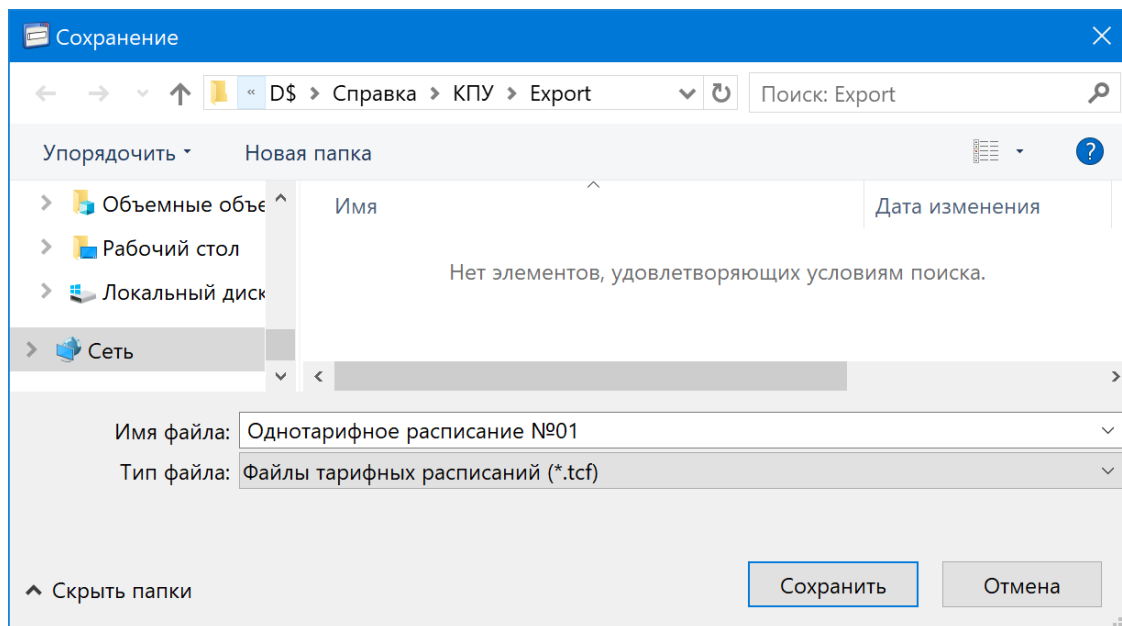 Сохранение
« D$ > Справка > КПУ > Export
Поиск: Export
Упорядочить
Новая папка
?
Объемные объе
Рабочий стол
Локальный диск
Сеть
Имя
Дата изменения
Нет элементов, удовлетворяющих условиям поиска.
Имя файла: Однотарифное расписание №01
Тип файла: Файлы тарифных расписаний (*.tcf)
Скрыть папки
Сохранить
Отмена